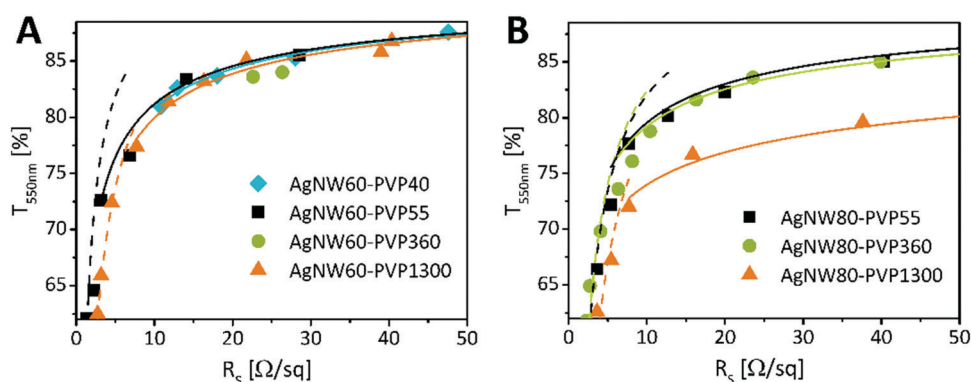 A
T550nm [%]
85
80
75
70
65
AgNW60-PVP40
AgNW60-PVP55
AgNW60-PVP360
AgNW60-PVP1300
0 10 20 30 40 50
Rs [Ω/sq]
B
T550nm [%]
85
80
75
70
65
AgNW80-PVP55
AgNW80-PVP360
AgNW80-PVP1300
0 10 20 30 40 50
Rs [Ω/sq]